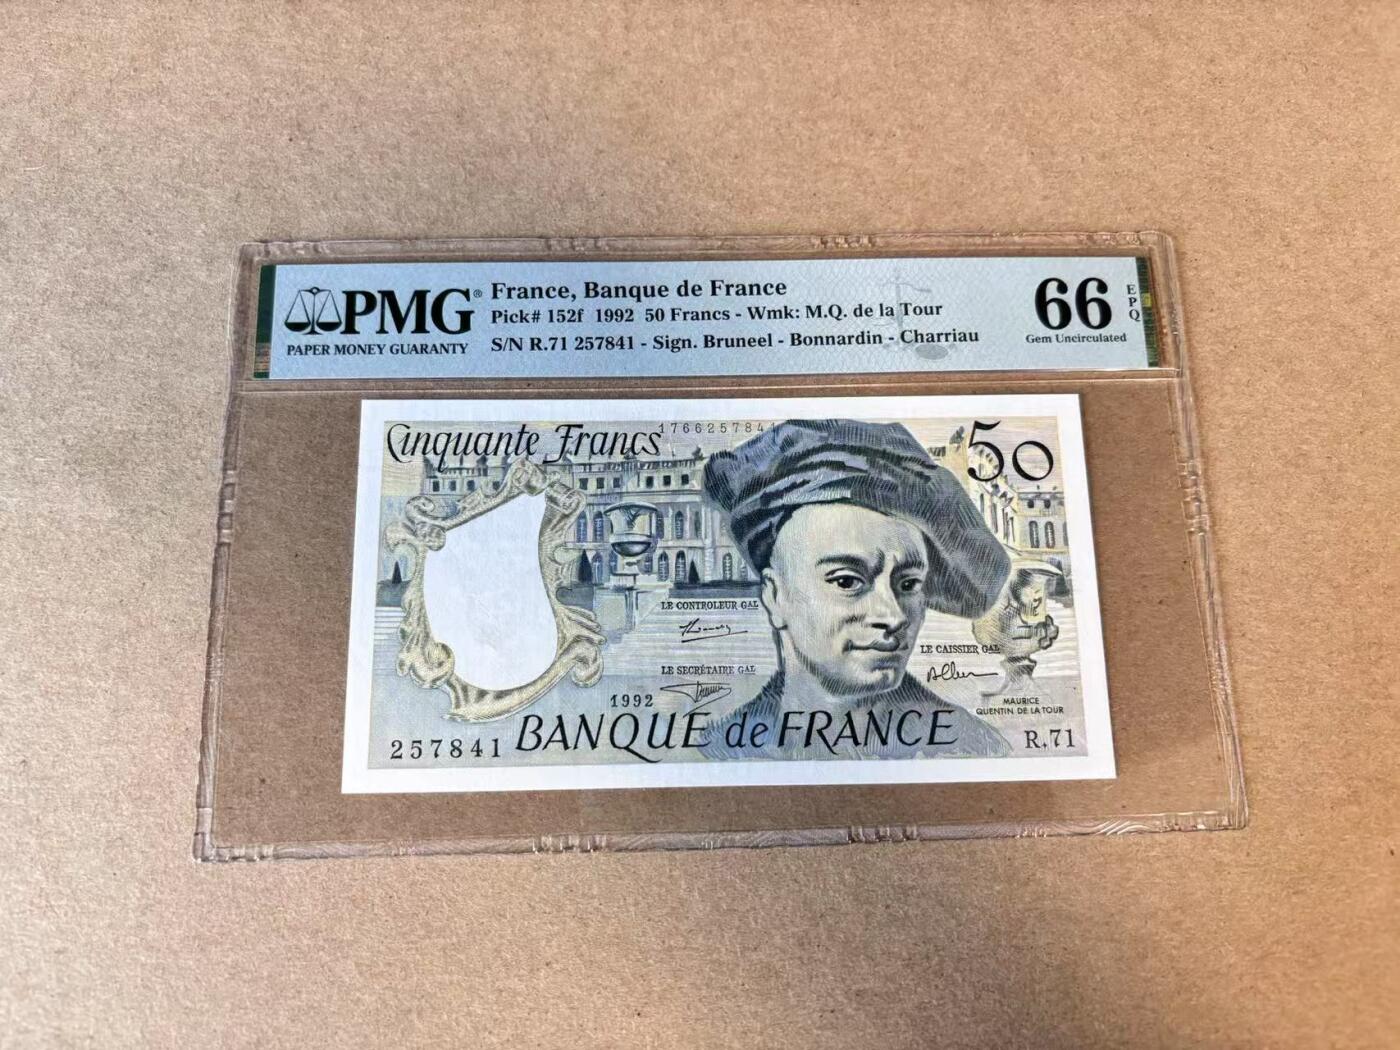 PMG®
PAPER MONEY GUARANTY
France, Banque de France
Pick# 152f 1992 50 Francs - Wmk: M.Q. de la Tour
S/N R.71 257841 - Sign. Bruneel - Bonnardin - Charriau
66
EPQ
Gem Uncirculated
Cinquante Francs
1766257841
50
LE CONTROLEUR GAL
LE SECRÉTAIRE GAL
LE CAISSIER GAL
MAURICE
QUENTIN DE LA TOUR
1992
257841
BANQUE de FRANCE
R.71